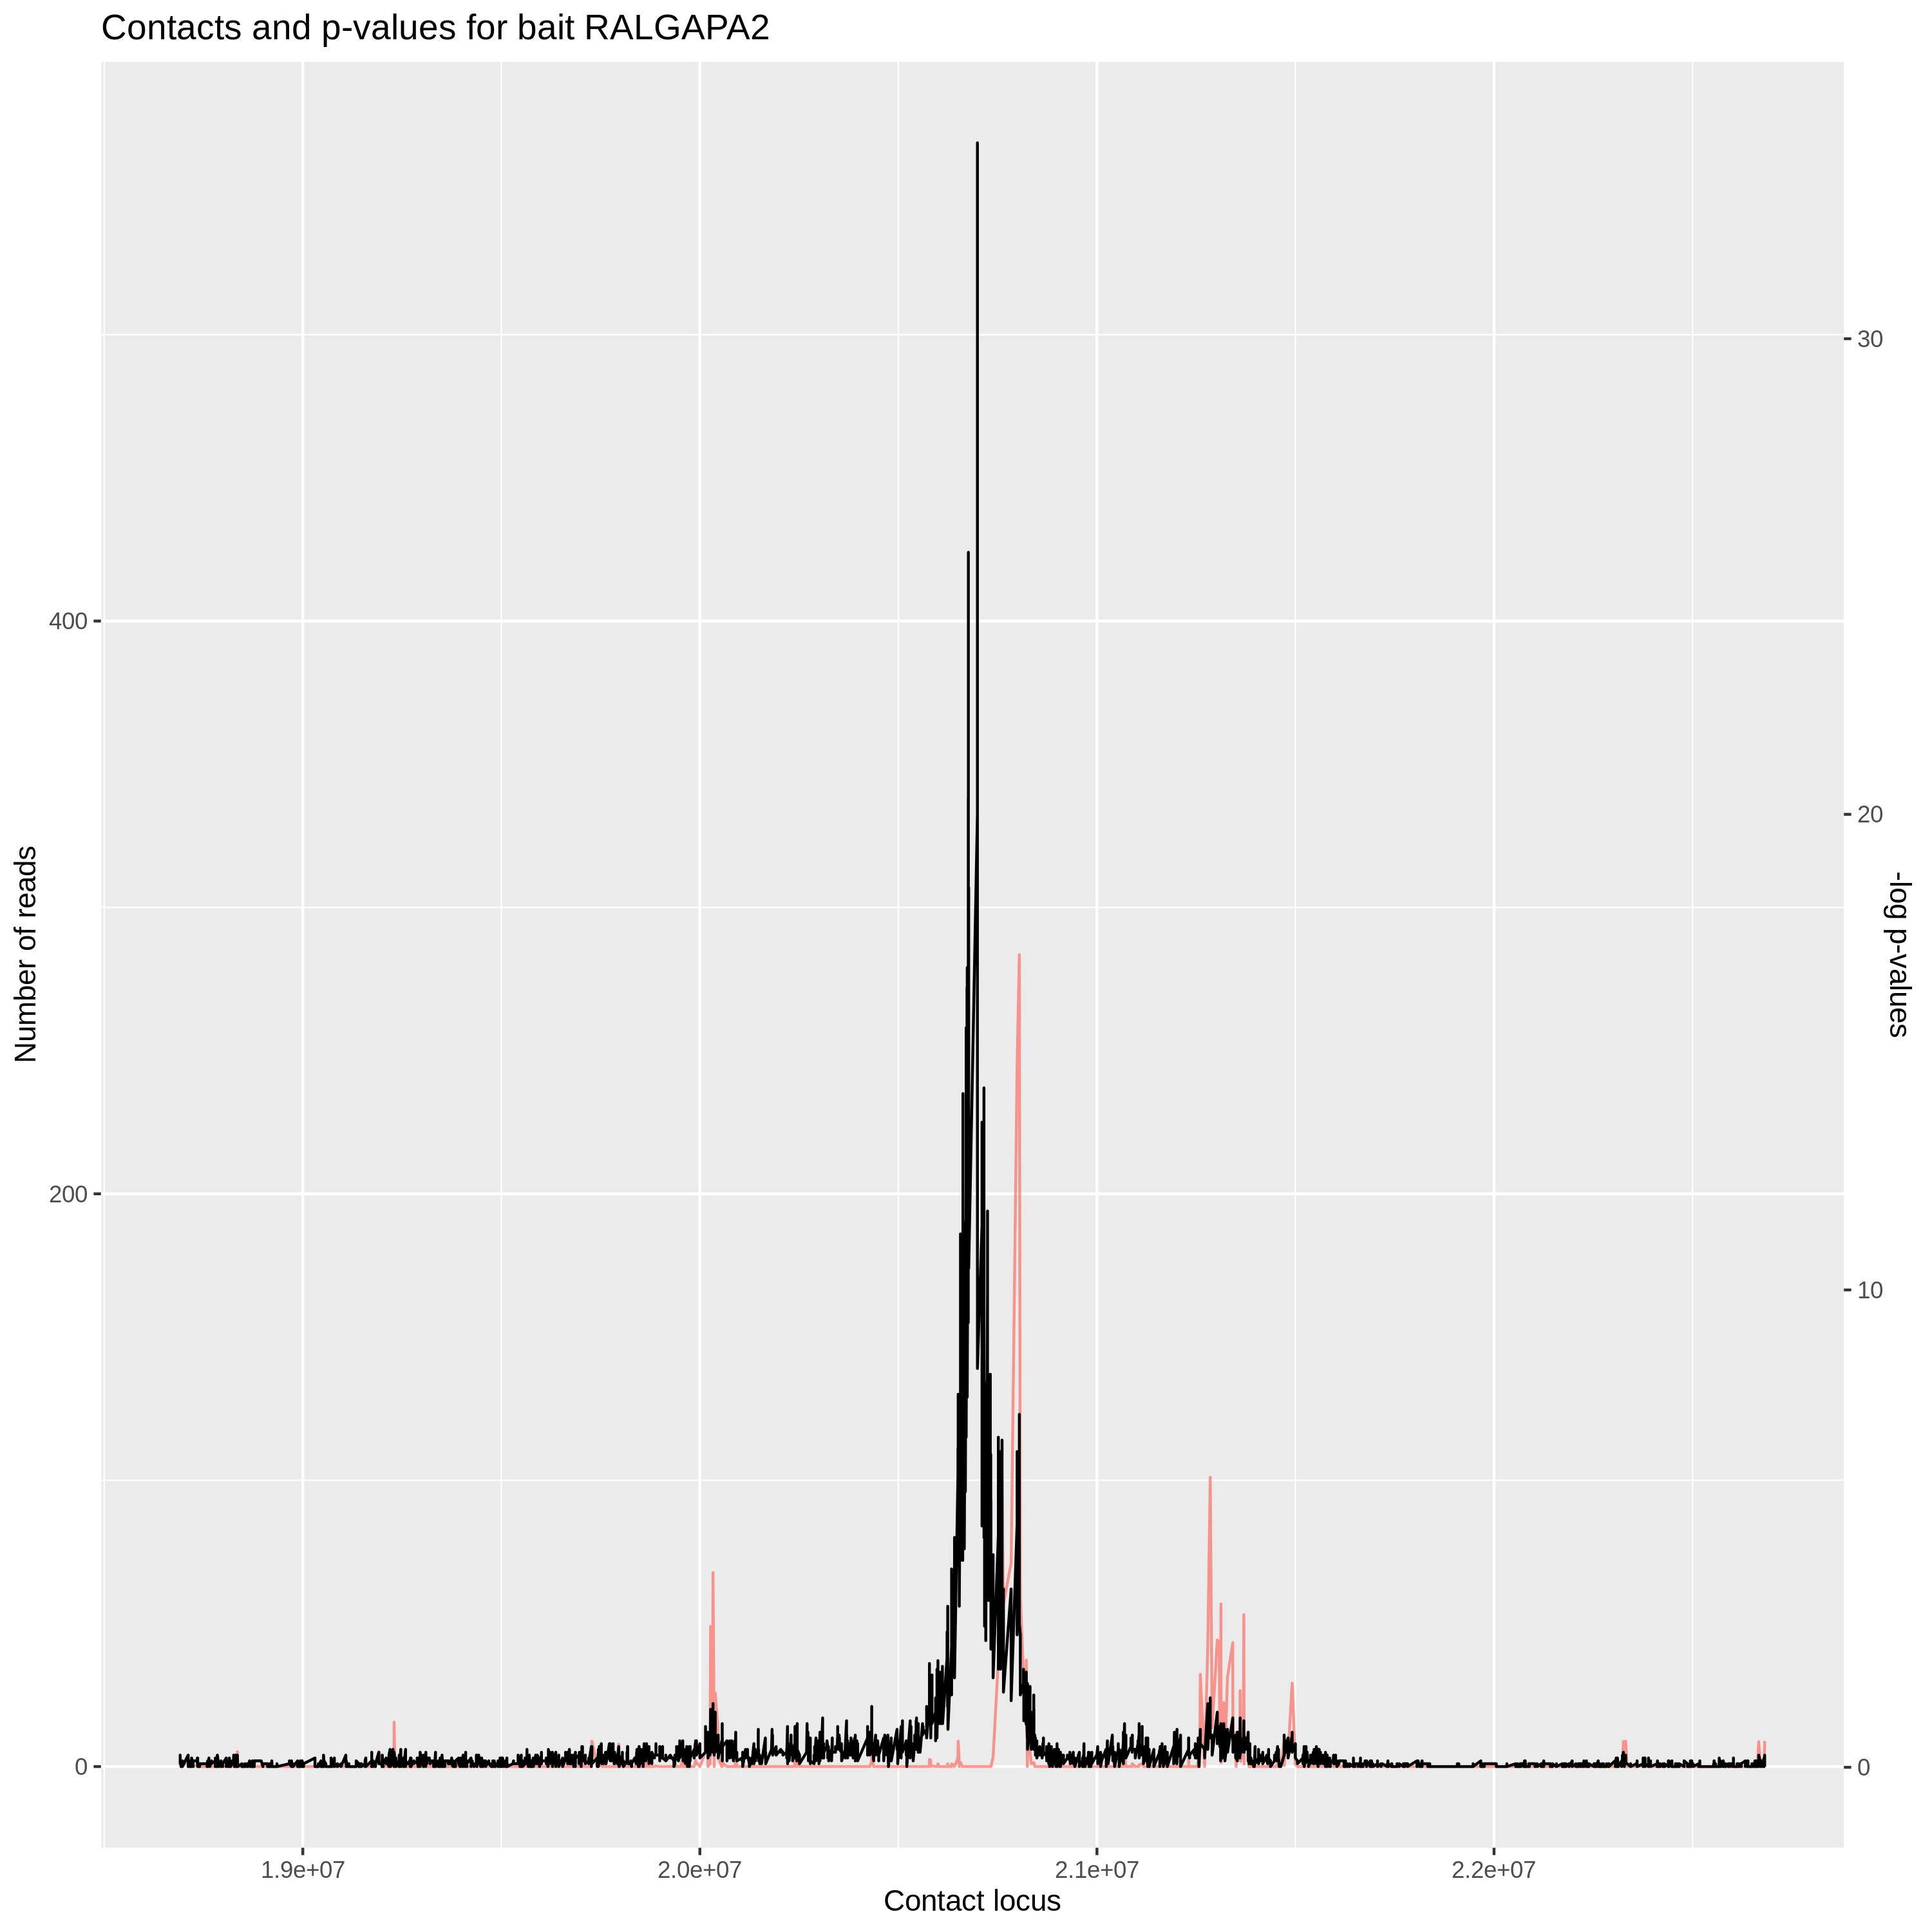 Contacts and p-values for bait RALGAPA2
Number of reads
400
200
0
30
20
10
0
-log p-values
1.9e+07
2.0e+07
2.1e+07
2.2e+07
Contact locus